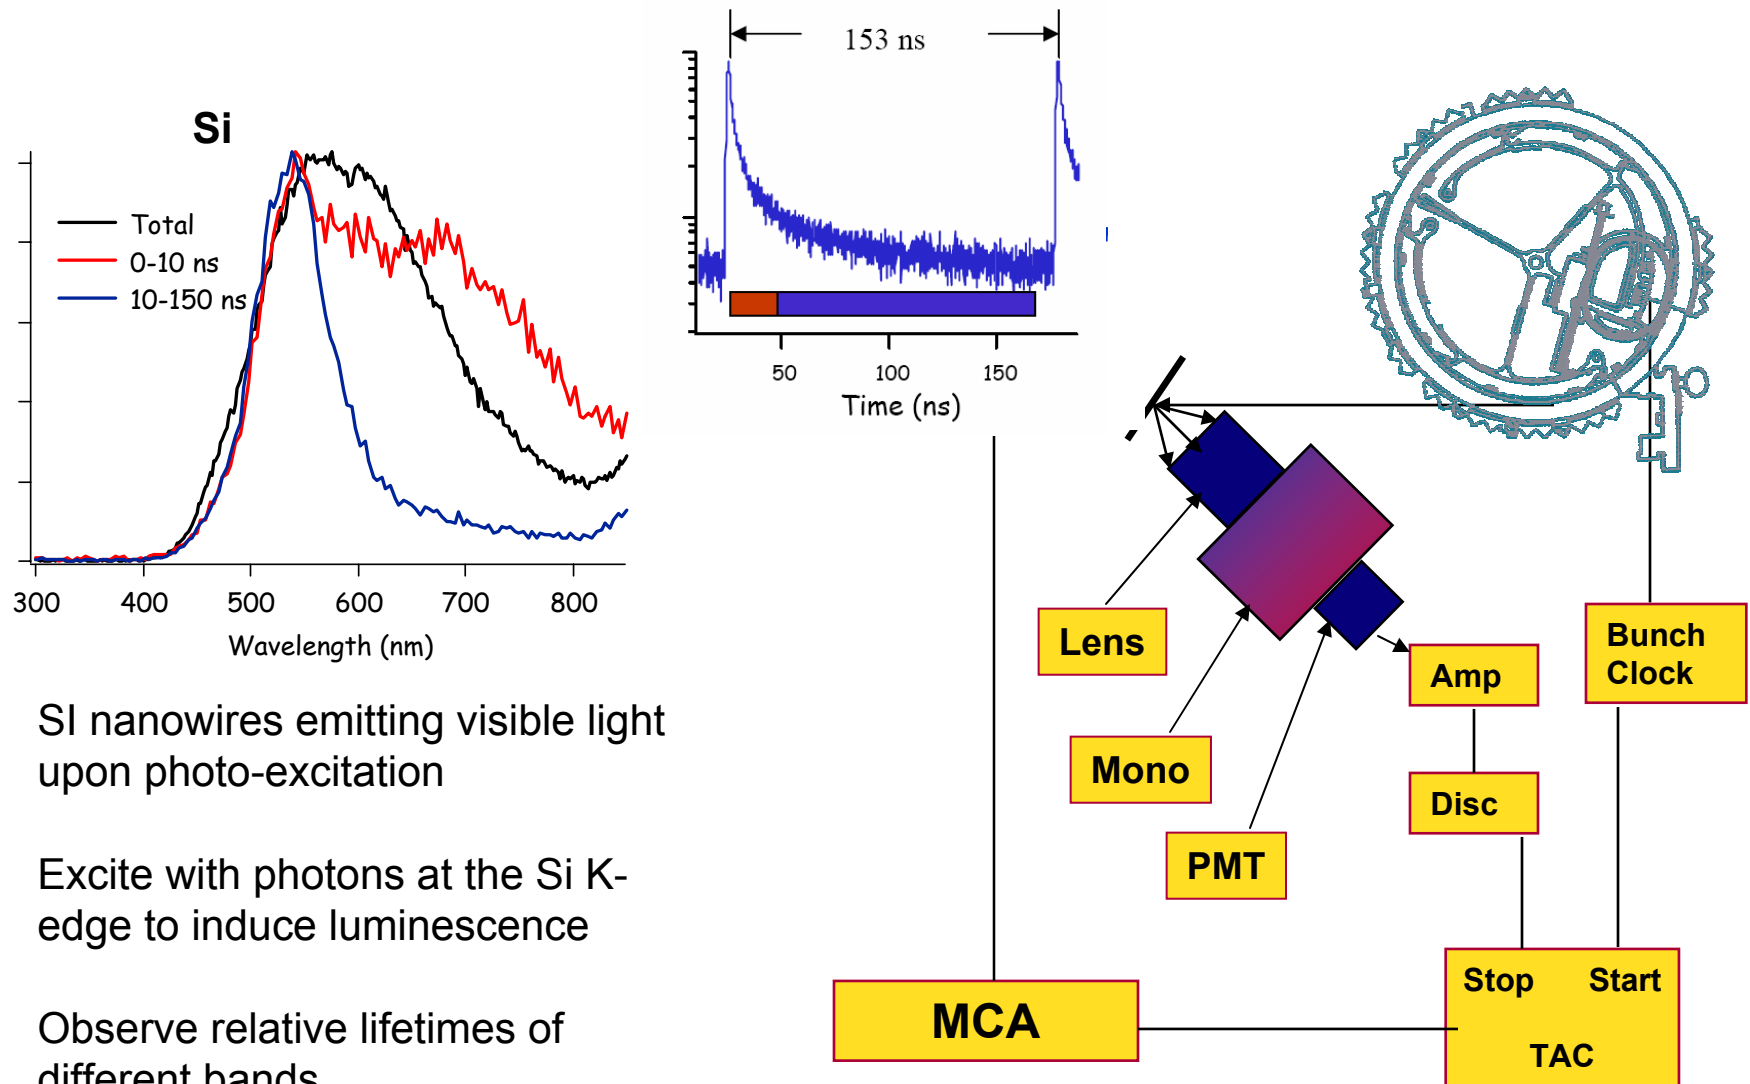 Si
Total
0-10 ns
10-150 ns
300 400 500 600 700 800
Wavelength (nm)
153 ns
50 100 150
Time (ns)
SI nanowires emitting visible light
upon photo-excitation
Excite with photons at the Si K-
edge to induce luminescence
Observe relative lifetimes of
different bands
Lens
Mono
PMT
Amp
Disc
Bunch
Clock
Stop Start
TAC
MCA